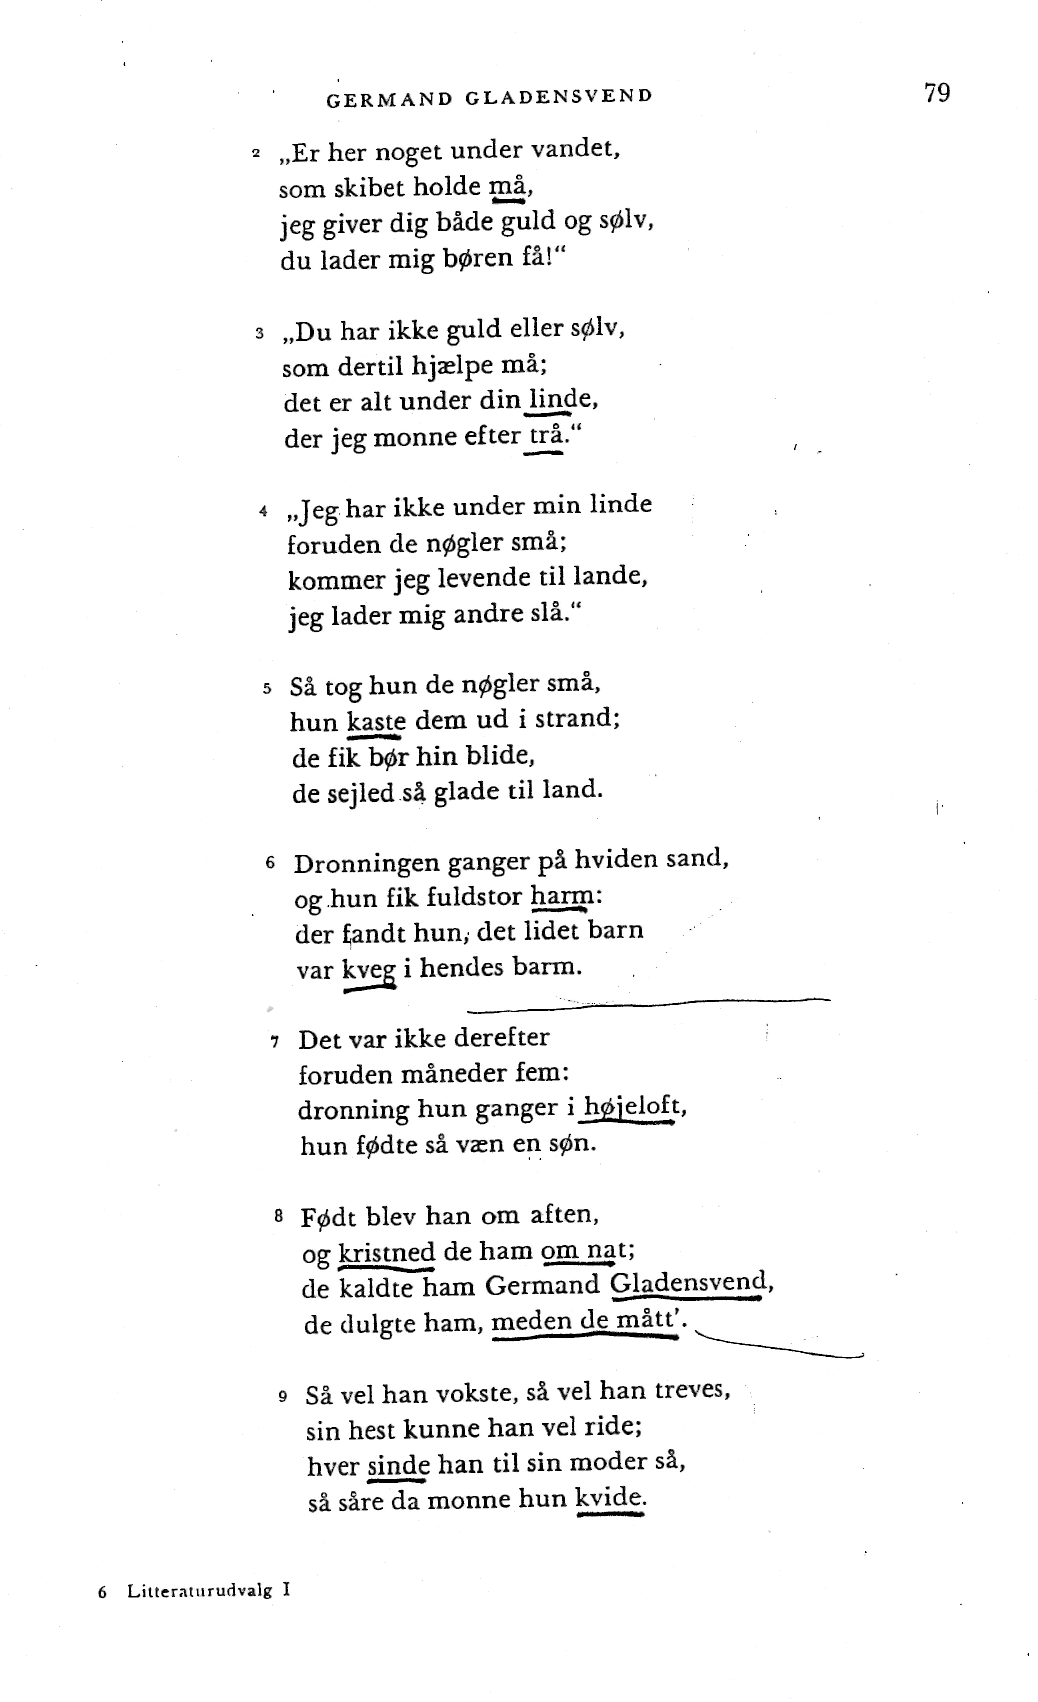 GERMAND GLADENSVEND 79
2 „Er her noget under vandet,
som skibet holde må,
jeg giver dig både guld og sølv,
du lader mig børen få!“
3 „Du har ikke guld eller sølv,
som dertil hjælpe må;
det er alt under din linde,
der jeg monne efter trå.“
4 „Jeg har ikke under min linde
foruden de nøgler små;
kommer jeg levende til lande,
jeg lader mig andre slå.“
5 Så tog hun de nøgler små,
hun kaste dem ud i strand;
de fik bør hin blide,
de sejled så glade til land.
6 Dronningen ganger på hviden sand,
og hun fik fuldstor harm:
der fandt hun, det lidet barn
var kveg i hendes barm.
7 Det var ikke derefter
foruden måneder fem:
dronning hun ganger i højeloft,
hun fødte så væn en søn.
8 Født blev han om aften,
og kristned de ham om nat;
de kaldte ham Germand Gladensvend,
de dulgte ham, meden de mått’.
9 Så vel han vokste, så vel han treves,
sin hest kunne han vel ride;
hver sinde han til sin moder så,
så såre da monne hun kvide.
6 Litteraturudvalg I